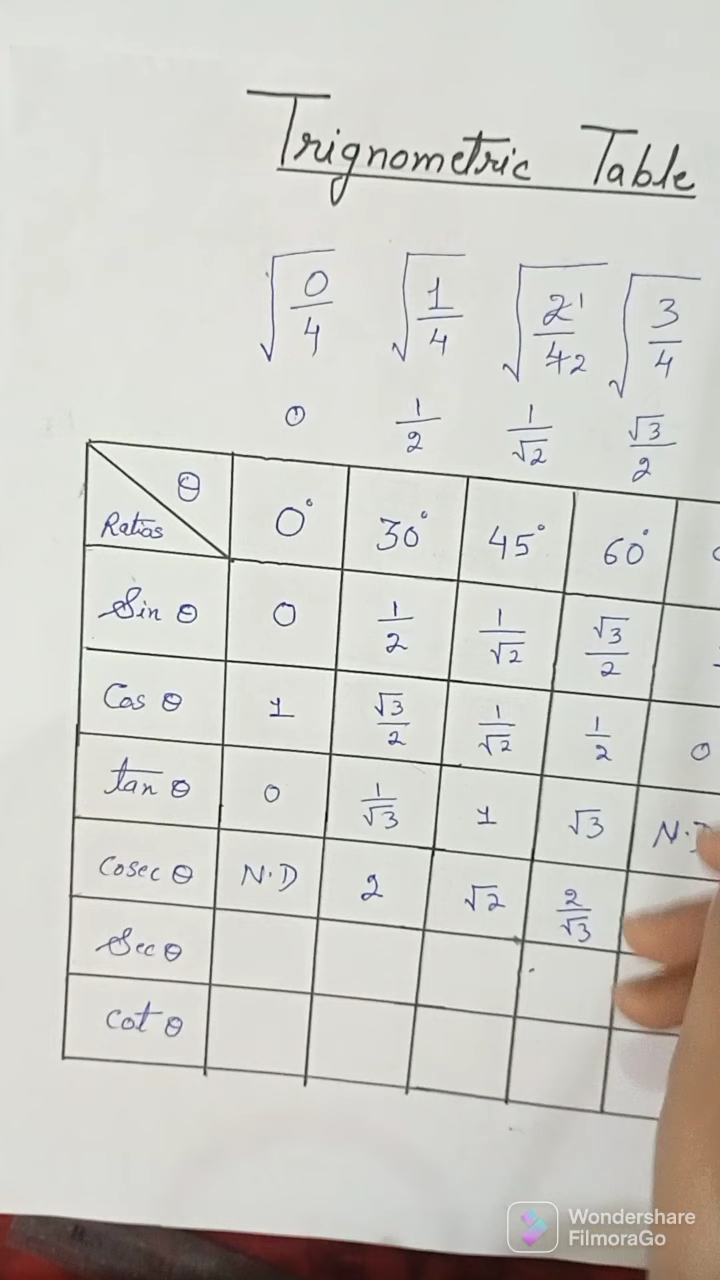 Trignometric Table
√0/4 √1/4 √2/4 1 2 √3/4
0 1/2 1/√2 √3/2
θ
Ratios 0° 30° 45° 60°
Sin θ 0 1/2 1/√2 √3/2
Cos θ 1 √3/2 1/√2 1/2 0
tan θ 0 1/√3 1 √3
Cosec θ N.D 2 √2 2/√3
Sec θ
Cot θ
Wondershare
FilmoraGo